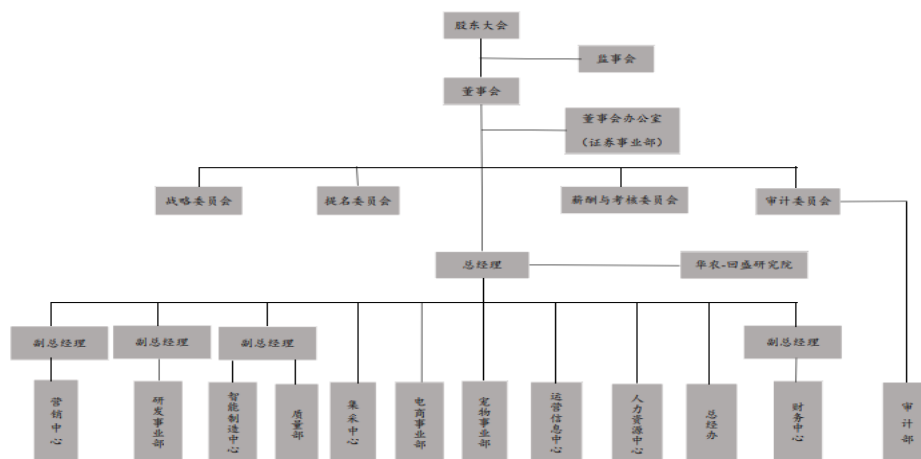 股东大会
监事会
董事会
董事会办公室
（证券事业部）
战略委员会
提名委员会
薪酬与考核委员会
审计委员会
总经理
华农-回盛研究院
副总经理
副总经理
副总经理
副总经理
营销中心
研发事业部
智能制造中心
质量部
集采中心
电商事业部
宠物事业部
运营信息中心
人力资源中心
总经办
财务中心
审计部